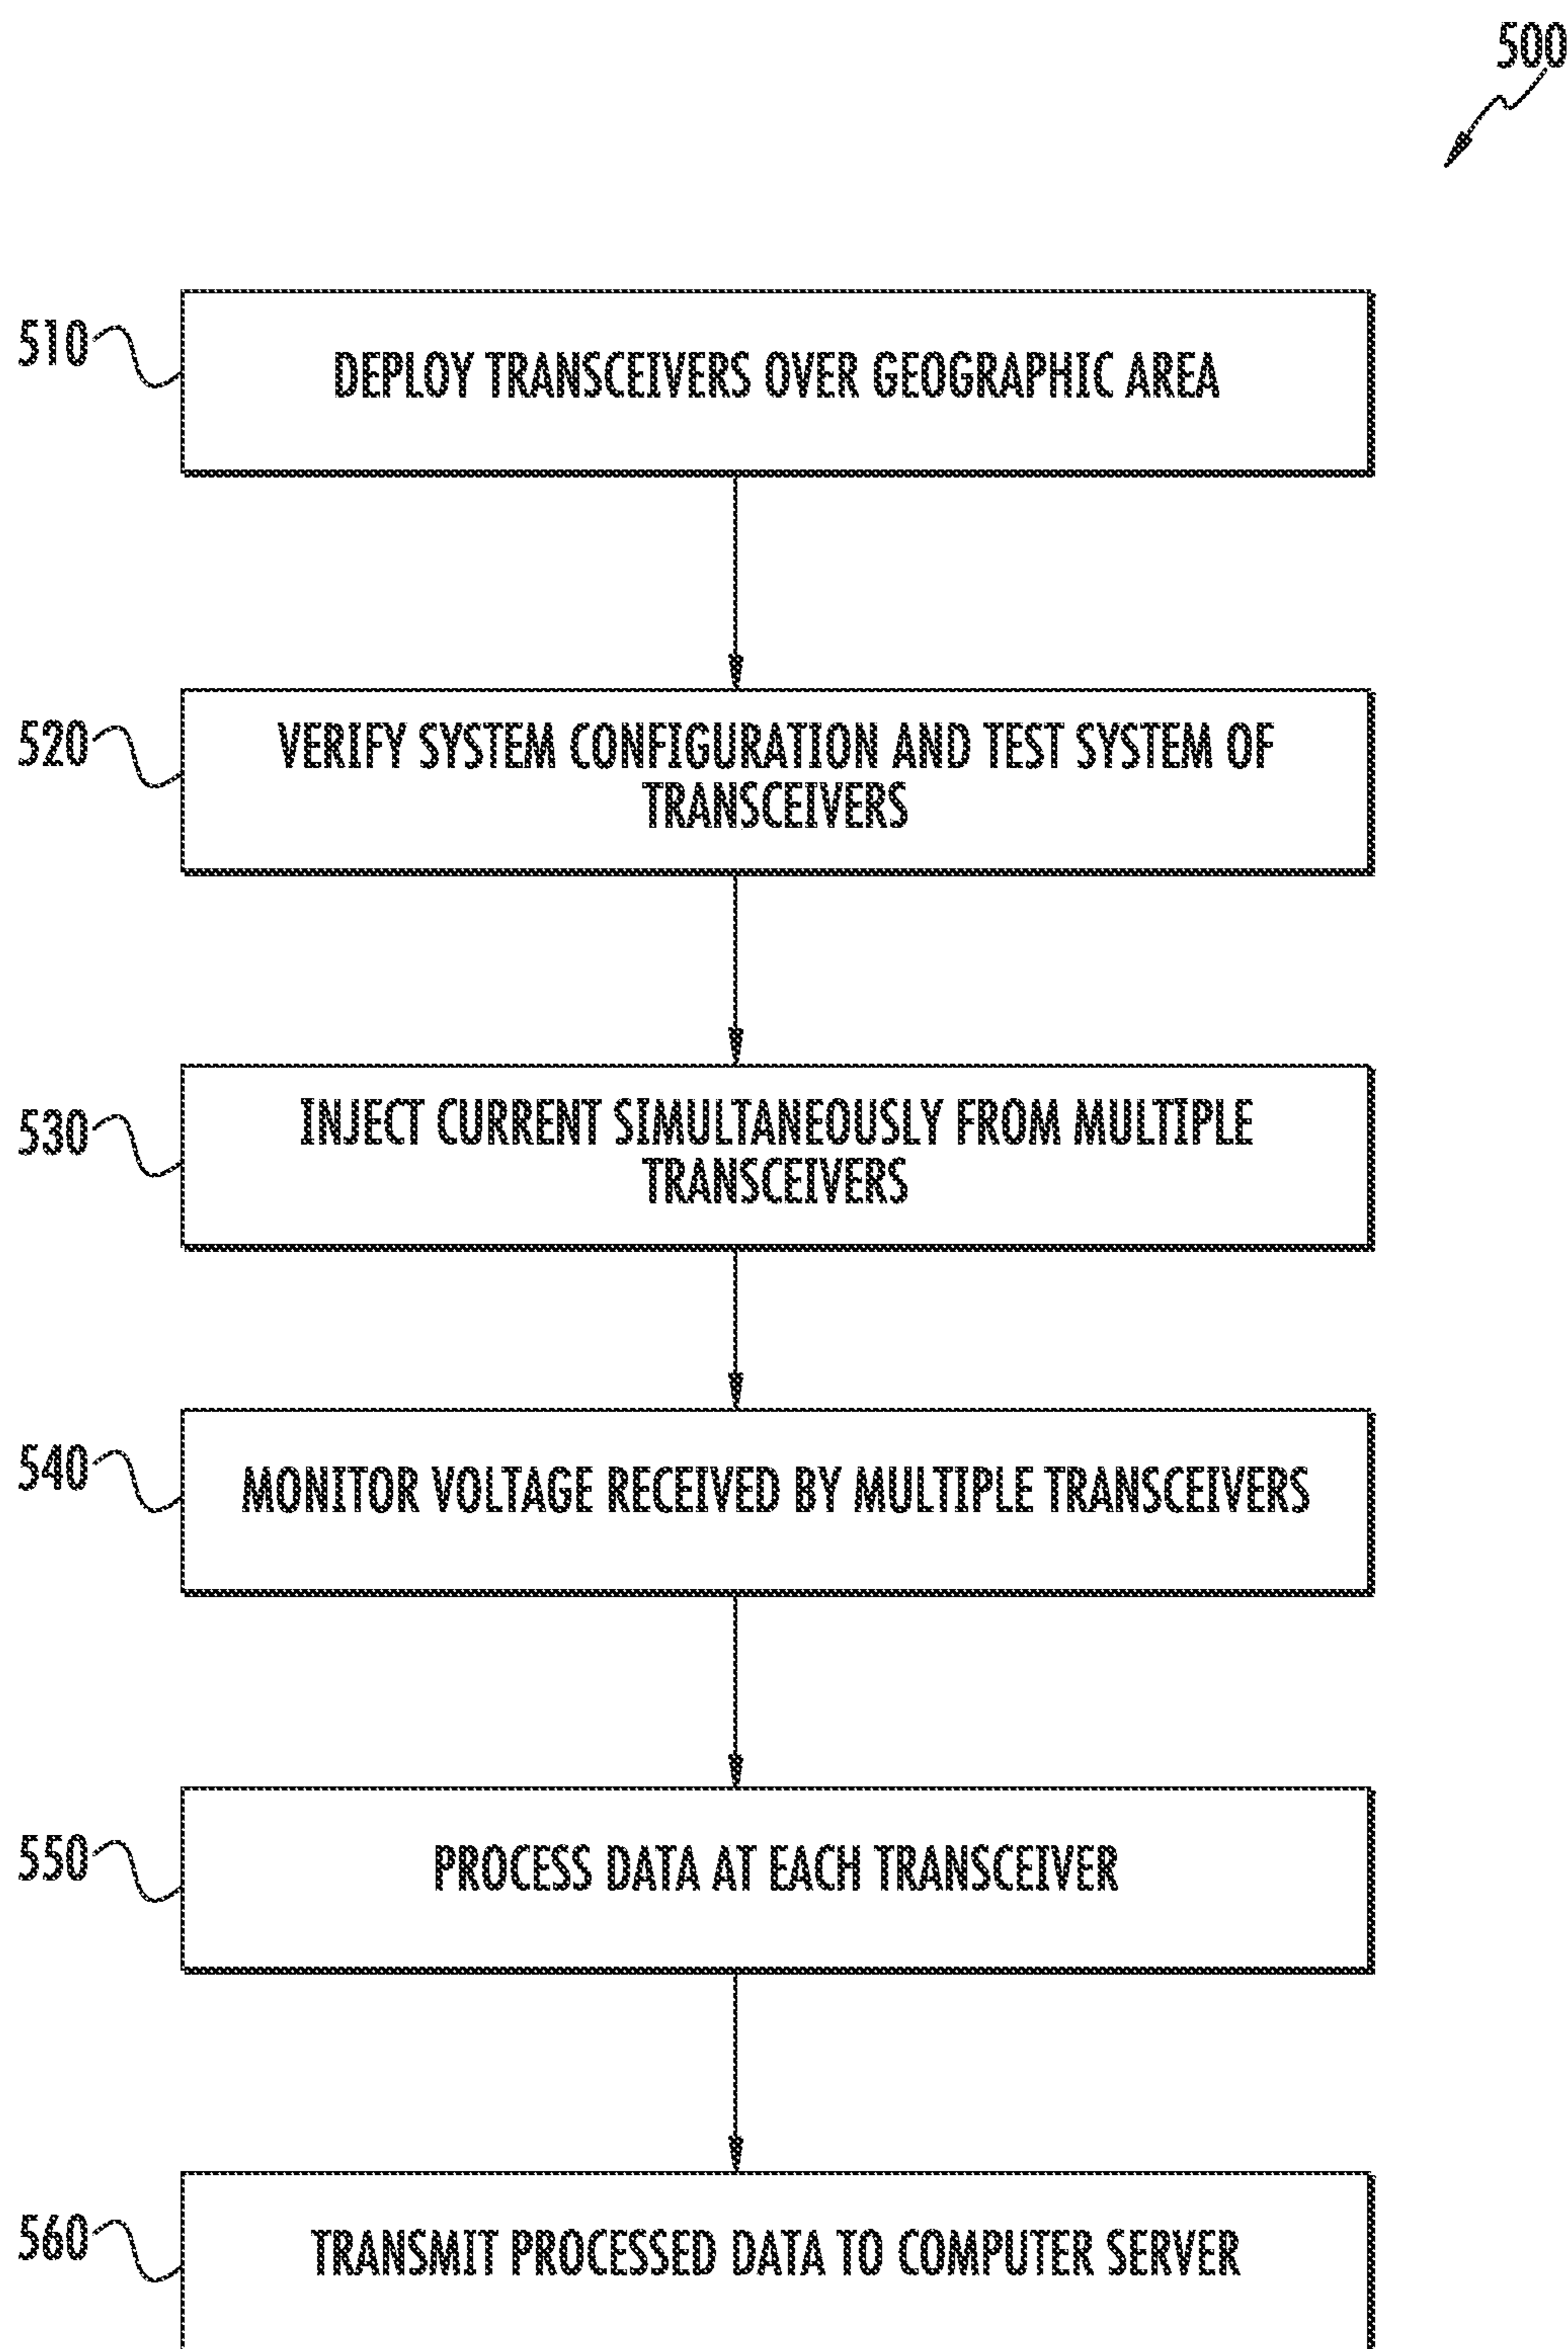 500
510
DEPLOY TRANSCEIVERS OVER GEOGRAPHIC AREA
520
VERIFY SYSTEM CONFIGURATION AND TEST SYSTEM OF
TRANSCEIVERS
530
INJECT CURRENT SIMULTANEOUSLY FROM MULTIPLE
TRANSCEIVERS
540
MONITOR VOLTAGE RECEIVED BY MULTIPLE TRANSCEIVERS
550
PROCESS DATA AT EACH TRANSCEIVER
560
TRANSMIT PROCESSED DATA TO COMPUTER SERVER